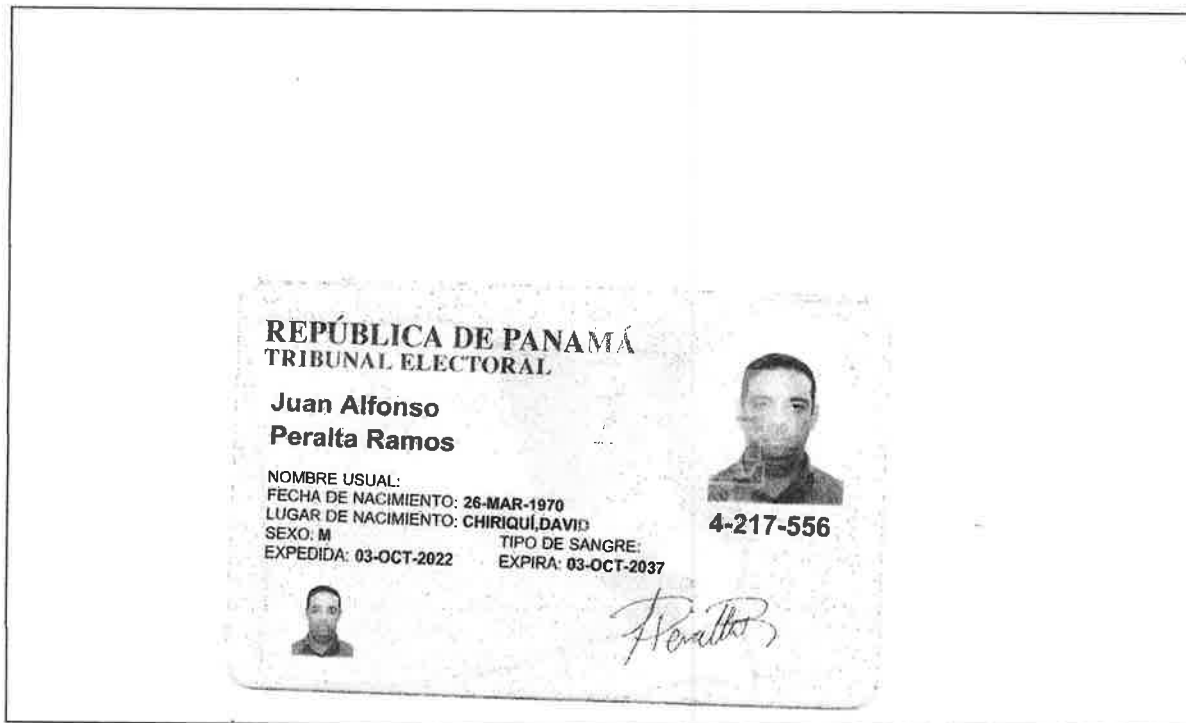 REPÚBLICA DE PANAMÁ
TRIBUNAL ELECTORAL
Juan Alfonso
Peralta Ramos
NOMBRE USUAL:
FECHA DE NACIMIENTO: 26-MAR-1970
LUGAR DE NACIMIENTO: CHIRIQUÍ,DAVID
SEXO: M TIPO DE SANGRE:
EXPEDIDA: 03-OCT-2022 EXPIRA: 03-OCT-2037
4-217-556